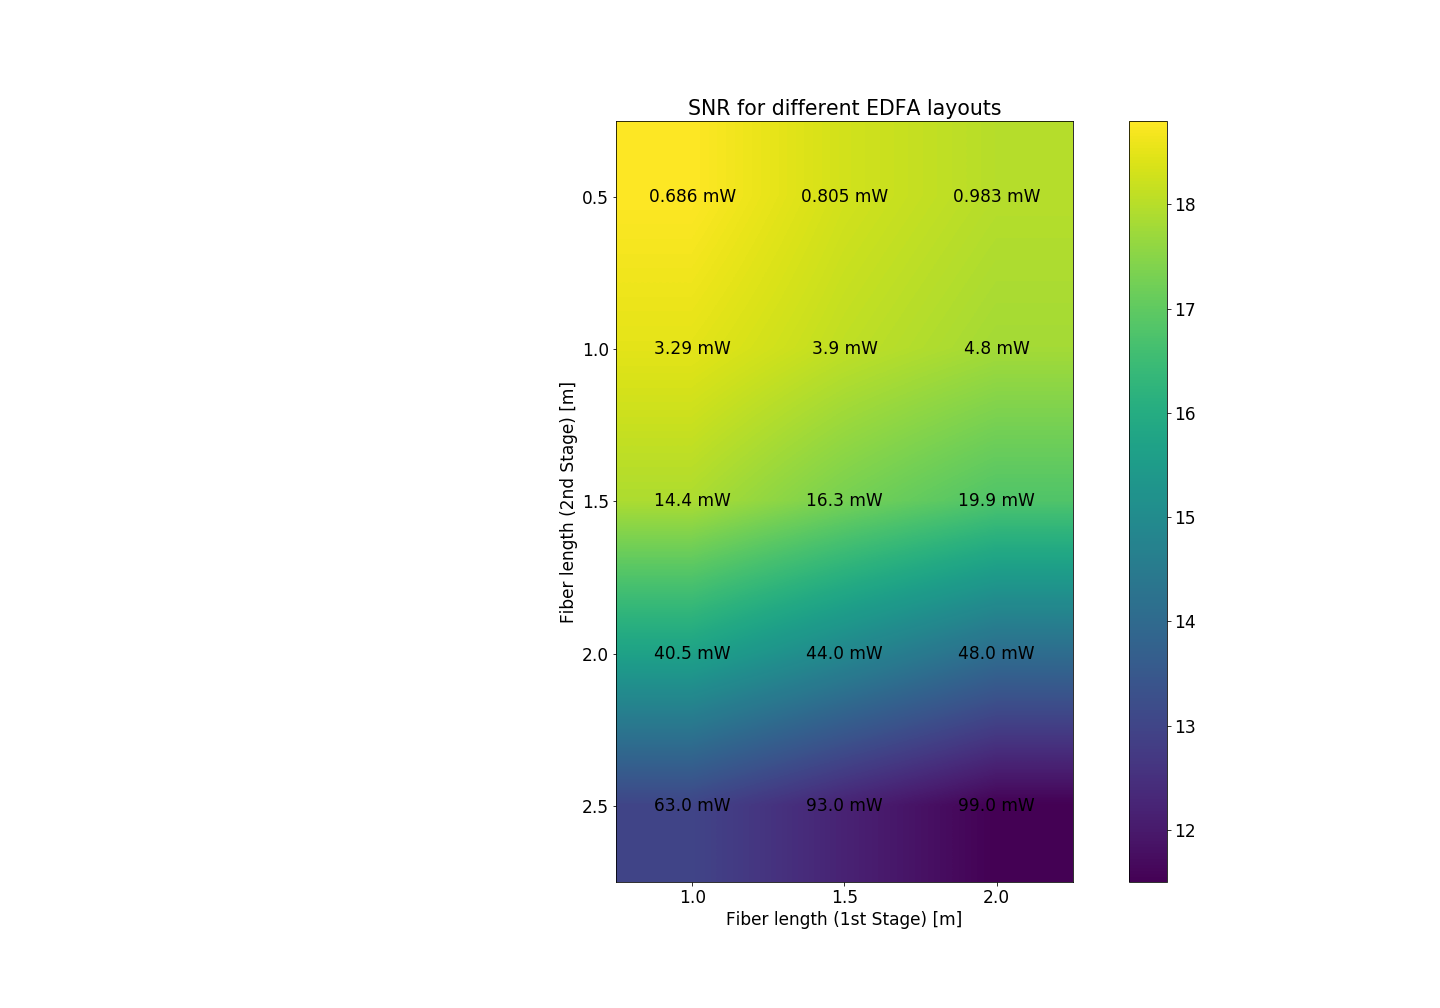 SNR for different EDFA layouts
0.5
0.686 mW 0.805 mW 0.983 mW
1.0
3.29 mW 3.9 mW 4.8 mW
1.5
14.4 mW 16.3 mW 19.9 mW
2.0
40.5 mW 44.0 mW 48.0 mW
2.5
63.0 mW 93.0 mW 99.0 mW
Fiber length (2nd Stage) [m]
1.0 1.5 2.0
Fiber length (1st Stage) [m]
18
17
16
15
14
13
12